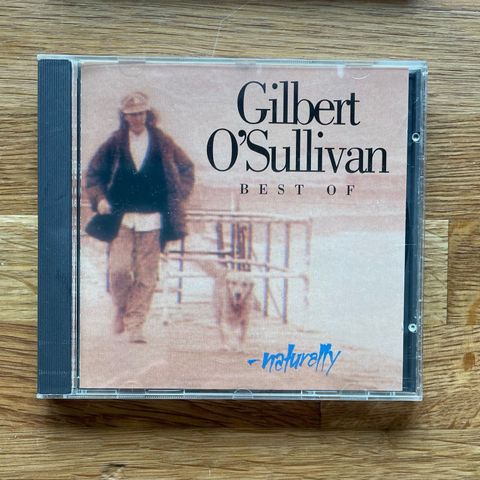 Gilbert
O'Sullivan
BEST OF
-naturally